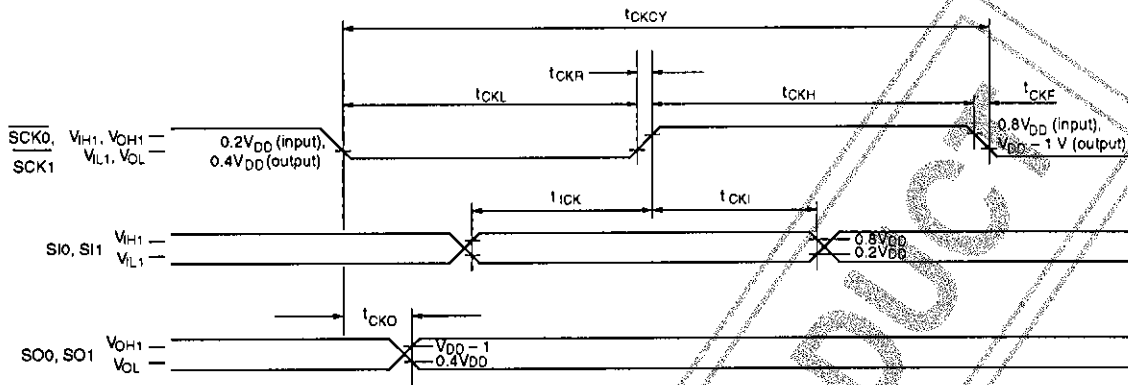 tCKCY
tCKR
tCKL
tCKH
tCKF
SCK0, VIH1, VOH1
SCK1 VIL1, VOL
0.2VDD (input),
0.4VDD (output)
0.8VDD (input),
VDD – 1 V (output)
tICK
tCKI
SI0, SI1
VIH1
VIL1
0.8VDD
0.2VDD
tCKO
SO0, SO1
VOH1
VOL
VDD – 1
0.4VDD
DUCT